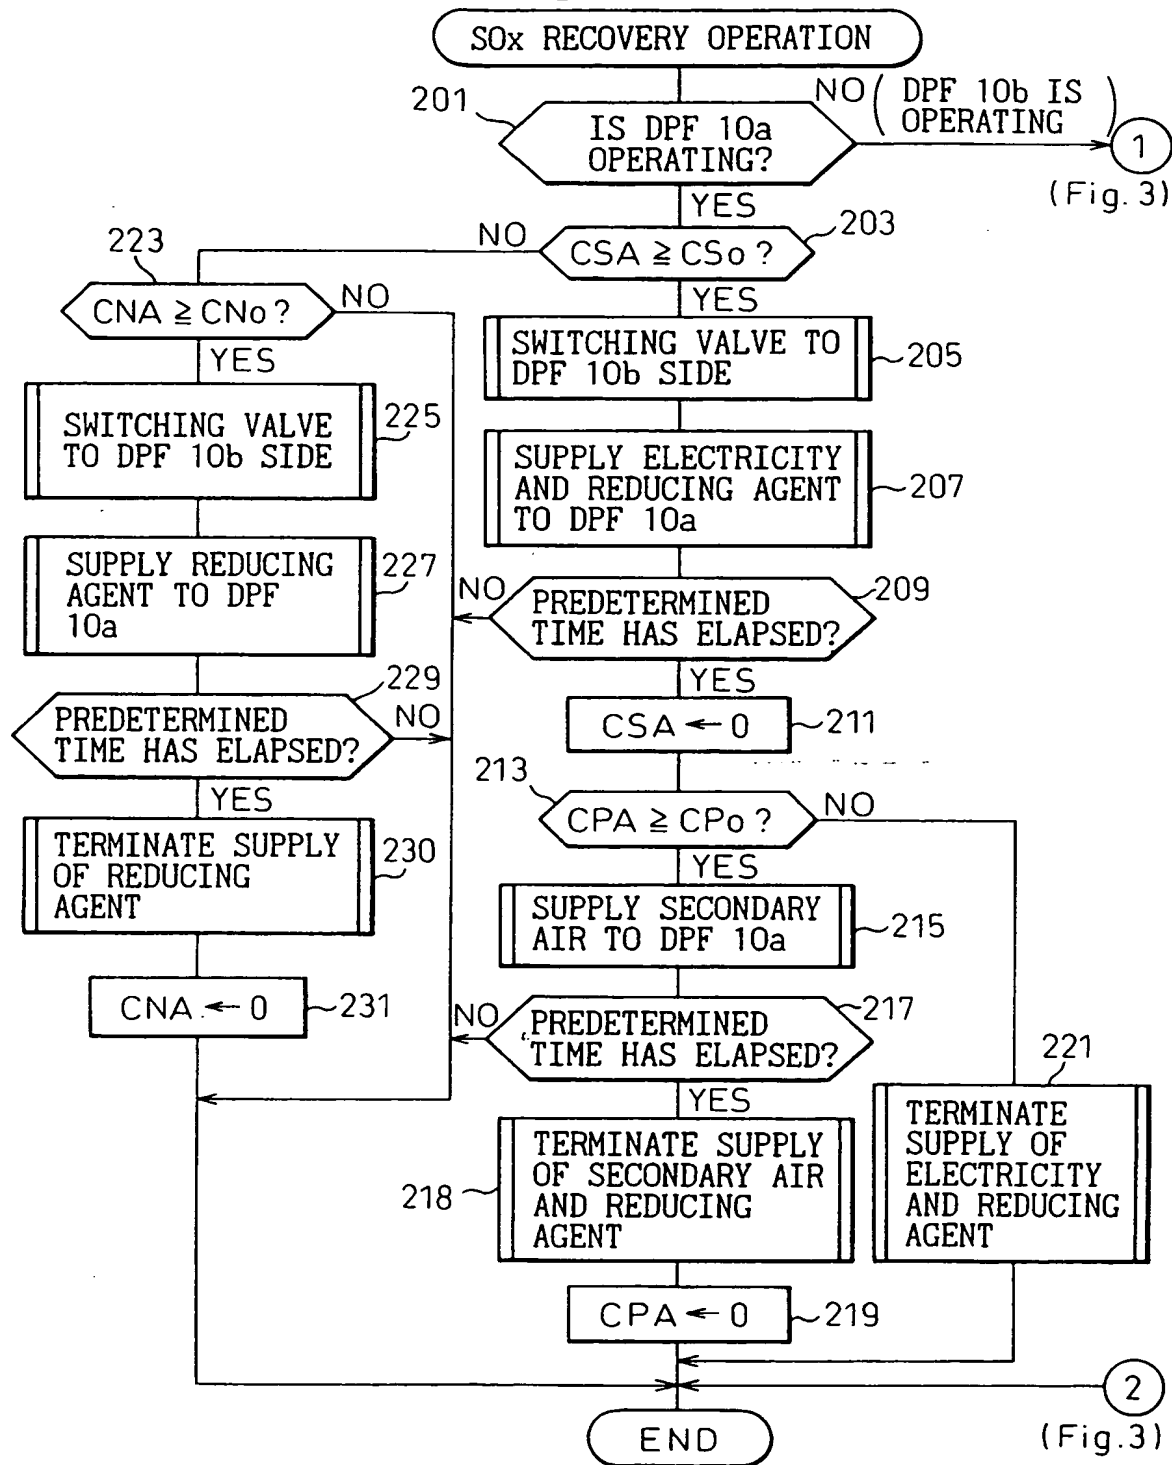 SOx RECOVERY OPERATION
201
IS DPF 10a
OPERATING?
NO
(DPF 10b IS
OPERATING)
1
(Fig. 3)
YES
203
CSA ≧ CSo ?
NO
YES
223
CNA ≧ CNo ?
NO
YES
SWITCHING VALVE TO
DPF 10b SIDE
205
SWITCHING VALVE
TO DPF 10b SIDE
225
SUPPLY ELECTRICITY
AND REDUCING AGENT
TO DPF 10a
207
SUPPLY REDUCING
AGENT TO DPF
10a
227
PREDETERMINED
TIME HAS ELAPSED?
209
NO
YES
PREDETERMINED
TIME HAS ELAPSED?
229
NO
YES
CSA ← 0
211
213
CPA ≧ CPo ?
NO
YES
TERMINATE SUPPLY
OF REDUCING
AGENT
230
SUPPLY SECONDARY
AIR TO DPF 10a
215
CNA ← 0
231
PREDETERMINED
TIME HAS ELAPSED?
217
NO
YES
221
TERMINATE
SUPPLY OF
ELECTRICITY
AND REDUCING
AGENT
TERMINATE SUPPLY
OF SECONDARY AIR
AND REDUCING
AGENT
218
CPA ← 0
219
2
(Fig. 3)
END